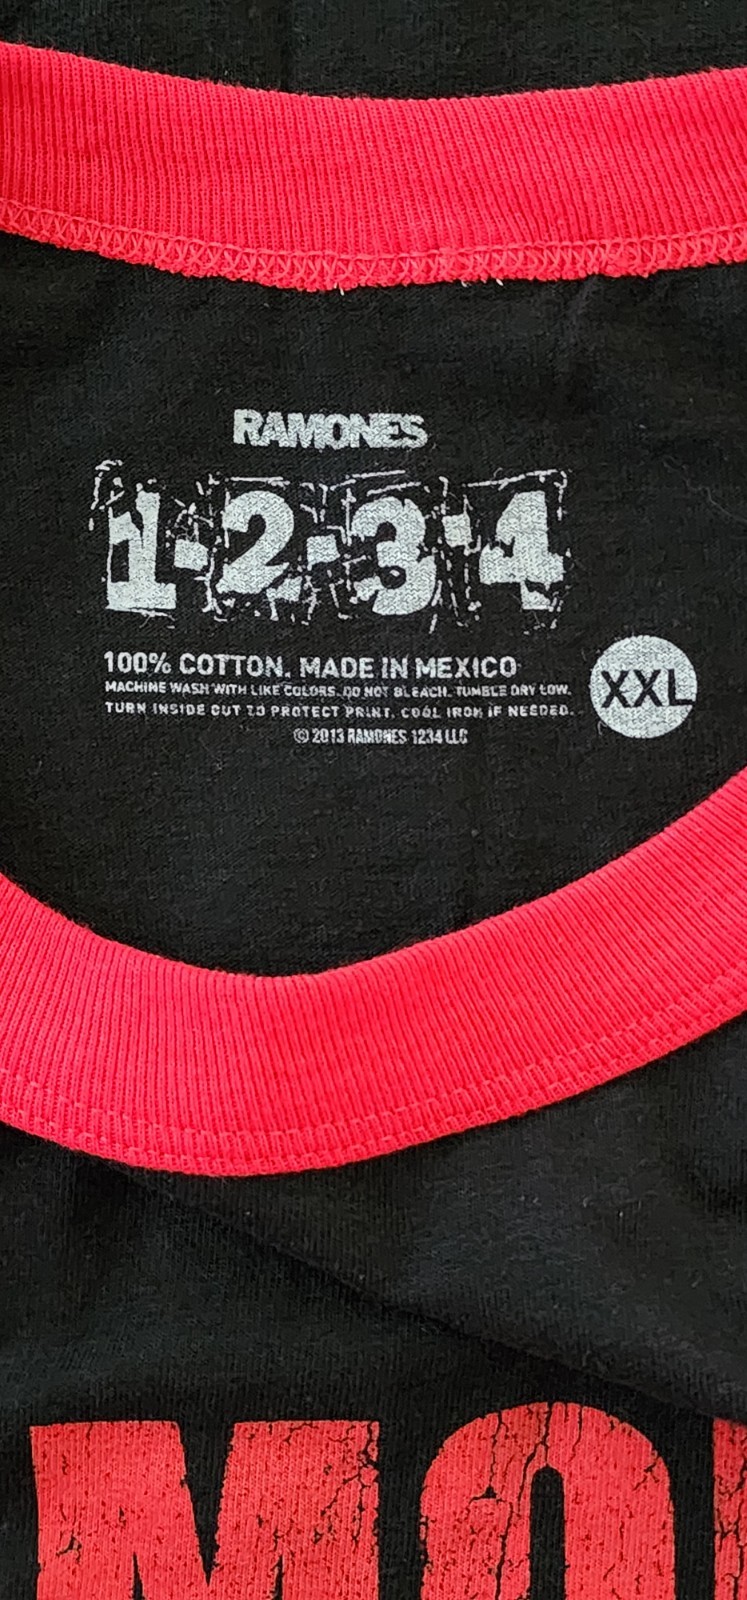 RAMONES
1-2-3-4
100% COTTON. MADE IN MEXICO
MACHINE WASH WITH LIKE COLORS. DO NOT BLEACH. TUMBLE DRY LOW.
TURN INSIDE OUT TO PROTECT PRINT. COOL IRON IF NEEDED.
XXL
© 2013 RAMONES 1234 LLC
MO